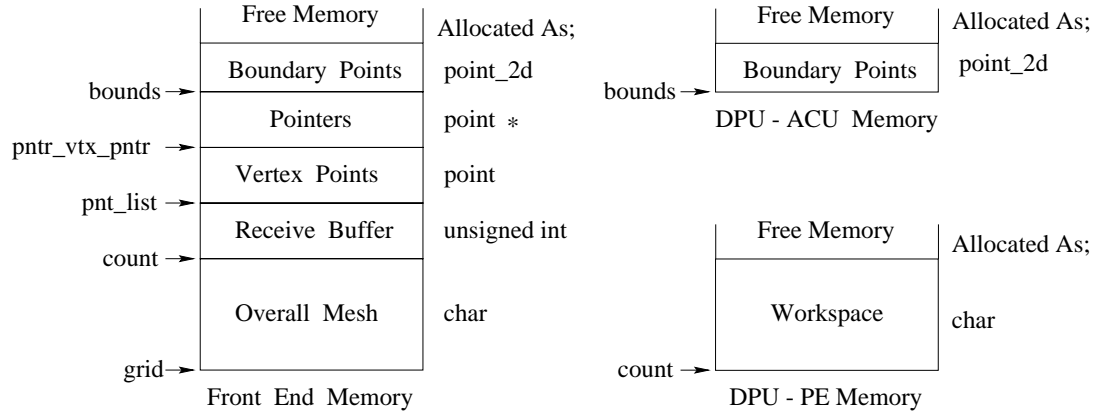 Free Memory
Allocated As;
Boundary Points
point_2d
bounds
Pointers
point *
pntr_vtx_pntr
Vertex Points
point
pnt_list
Receive Buffer
unsigned int
count
Overall Mesh
char
grid
Front End Memory
Free Memory
Allocated As;
Boundary Points
point_2d
bounds
DPU - ACU Memory
Free Memory
Allocated As;
Workspace
char
count
DPU - PE Memory